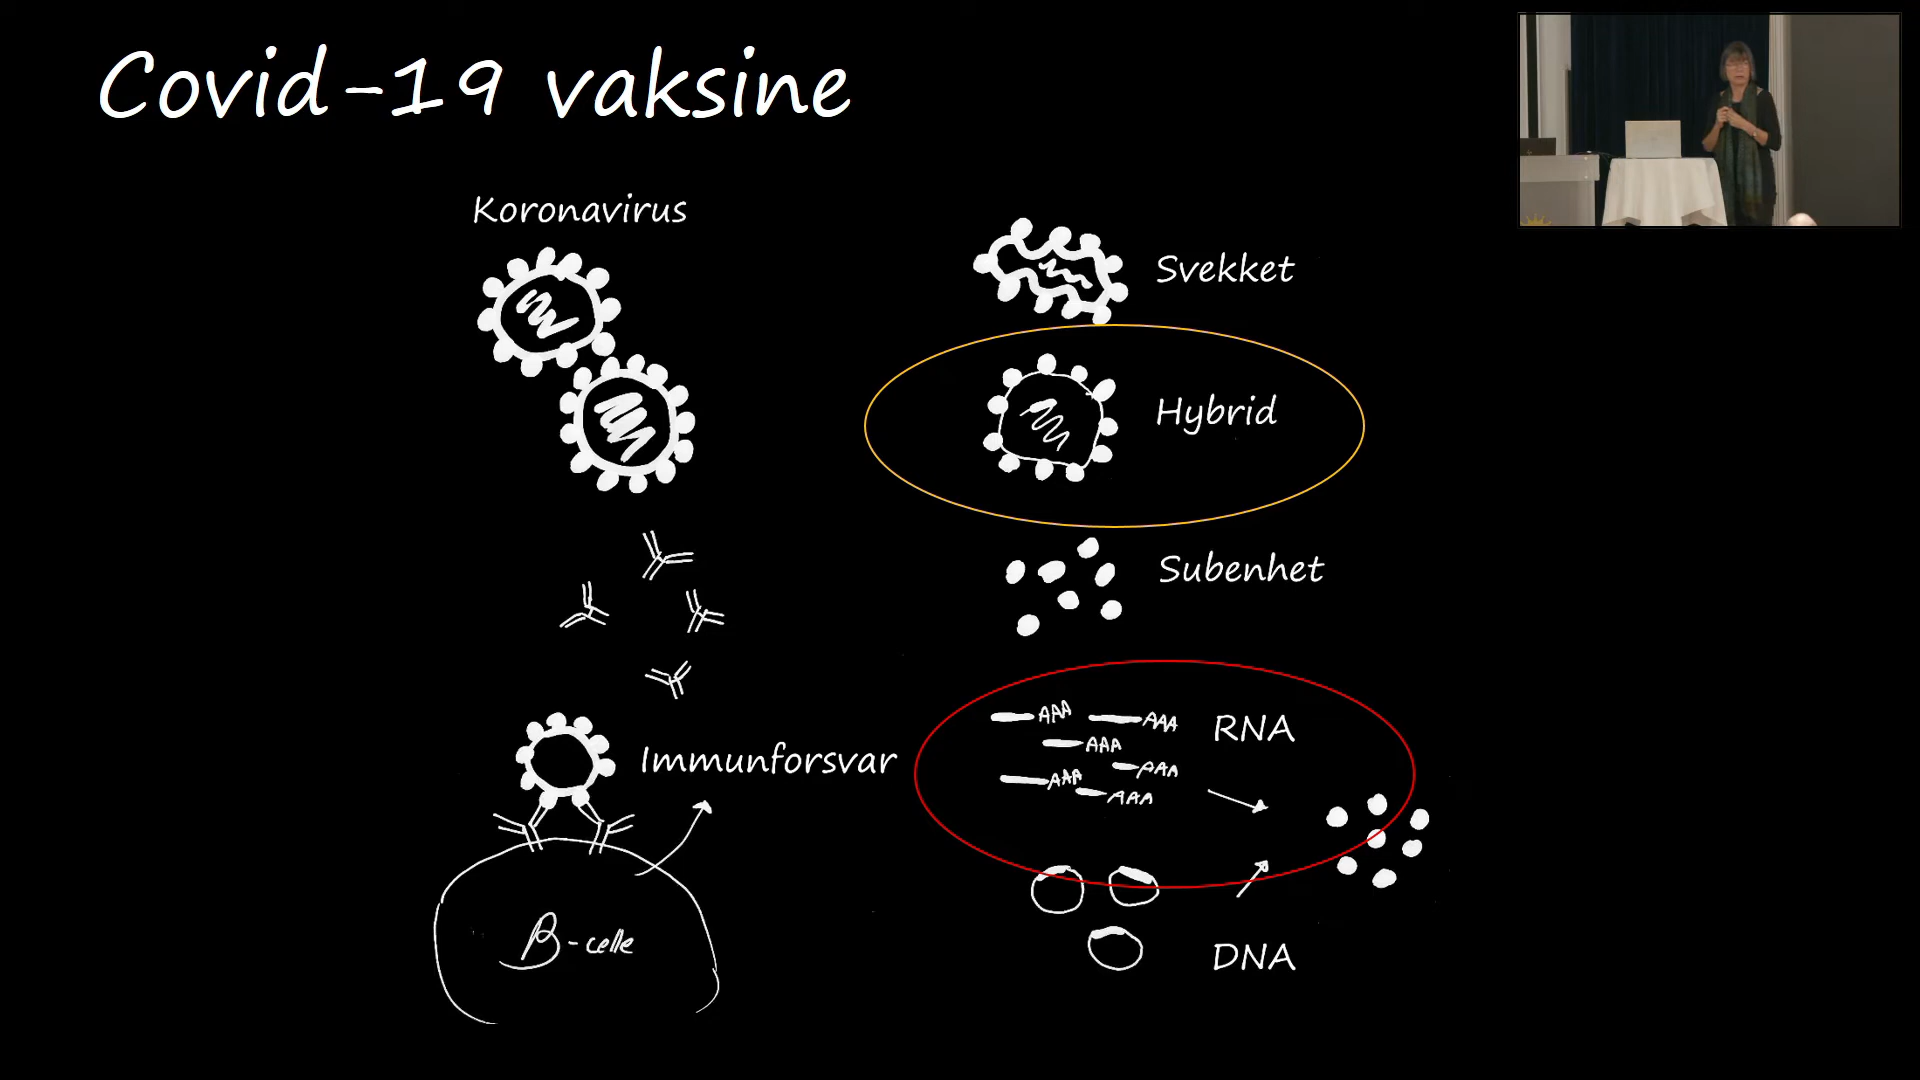 Covid-19 vaksine
Koronavirus
Svekket
Hybrid
Subenhet
AAA AAA RNA
AAA
AAA AAA
AAA
Immunforsvar
B-celle
DNA